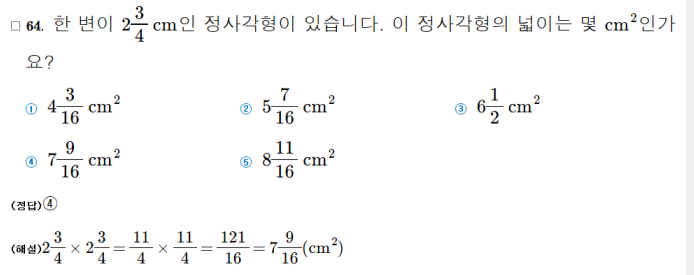 □ 64. 한 변이 2 3/4 cm인 정사각형이 있습니다. 이 정사각형의 넓이는 몇 cm²인가
요?
① 4 3/16 cm² ② 5 7/16 cm² ③ 6 1/2 cm²
④ 7 9/16 cm² ⑤ 8 11/16 cm²
(정답)④
(해설)2 3/4 × 2 3/4 = 11/4 × 11/4 = 121/16 = 7 9/16 (cm²)